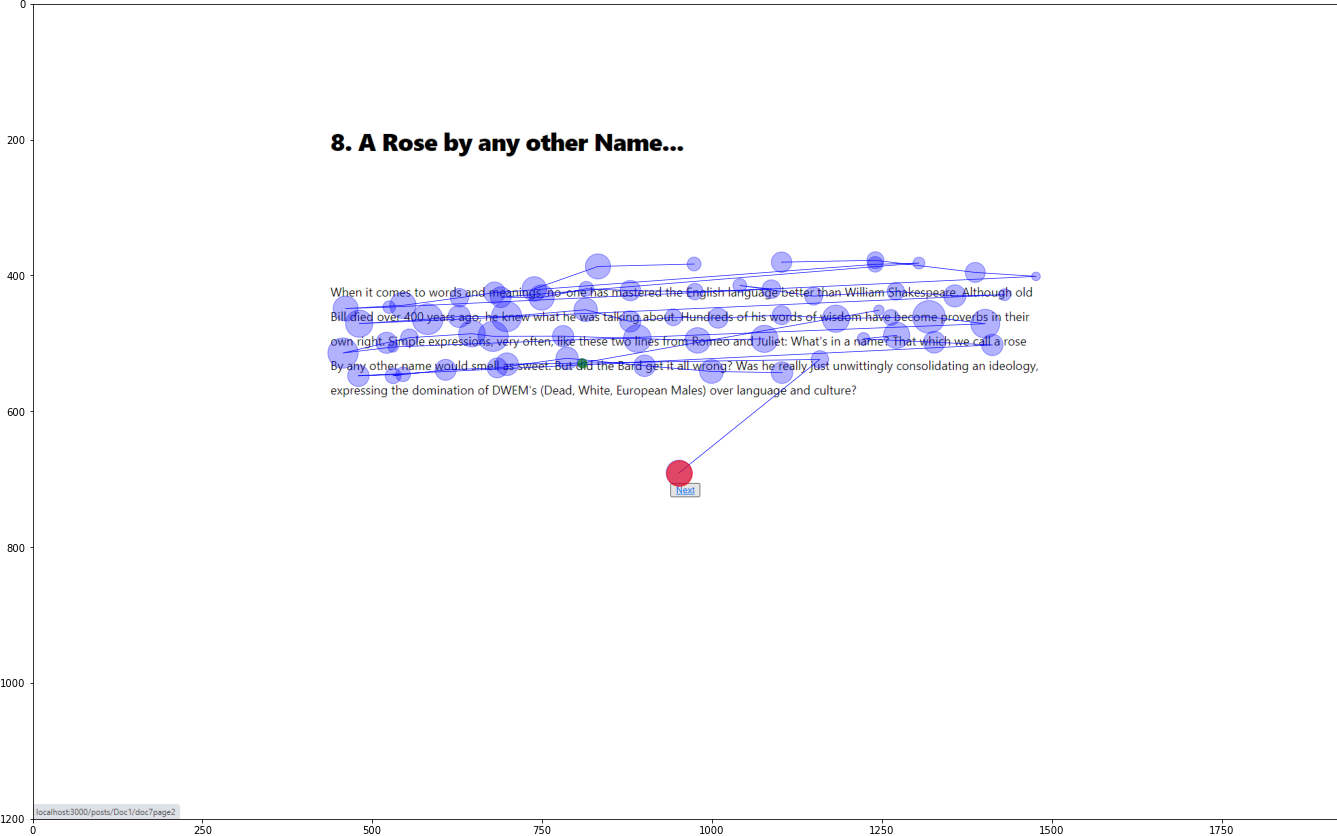 0
200
8. A Rose by any other Name...
400
When it comes to words and meanings, no-one has mastered the English language better than William Shakespeare. Although old
Bill died over 400 years ago, he knew what he was talking about. Hundreds of his words of wisdom have become proverbs in their
own right. Simple expressions, very often, like these two lines from Romeo and Juliet: What's in a name? That which we call a rose
By any other name would smell as sweet. But did the Bard get it all wrong? Was he really just unwittingly consolidating an ideology,
expressing the domination of DWEM's (Dead, White, European Males) over language and culture?
600
Next
800
1000
localhost:3000/posts/Doc1/doc7page2
1200
0 250 500 750 1000 1250 1500 1750